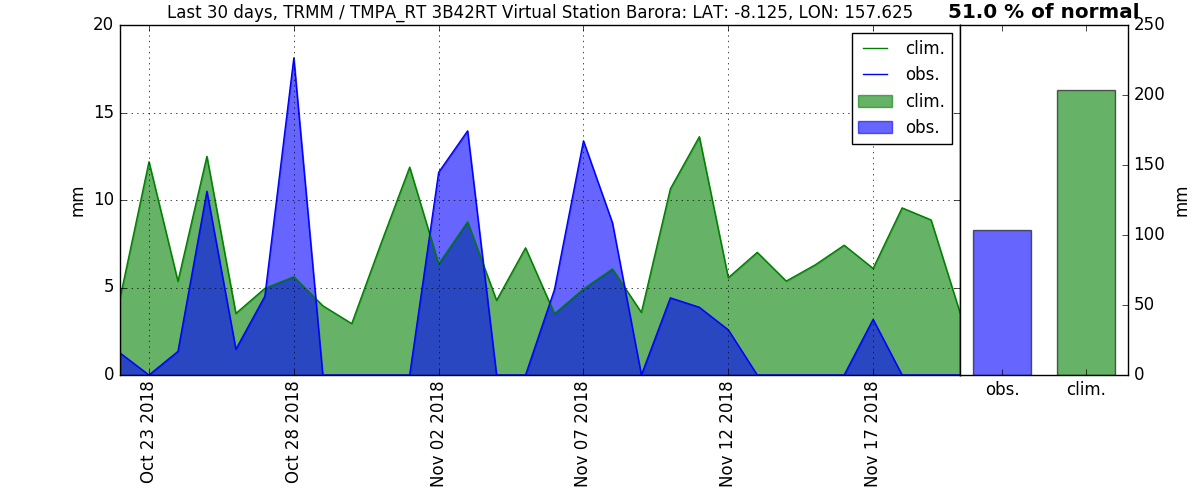 Last 30 days, TRMM / TMPA_RT 3B42RT Virtual Station Barora: LAT: -8.125, LON: 157.625
51.0 % of normal
20
15
10
5
0
mm
clim.
obs.
clim.
obs.
250
200
150
100
50
0
mm
obs.
clim.
Oct 23 2018
Oct 28 2018
Nov 02 2018
Nov 07 2018
Nov 12 2018
Nov 17 2018